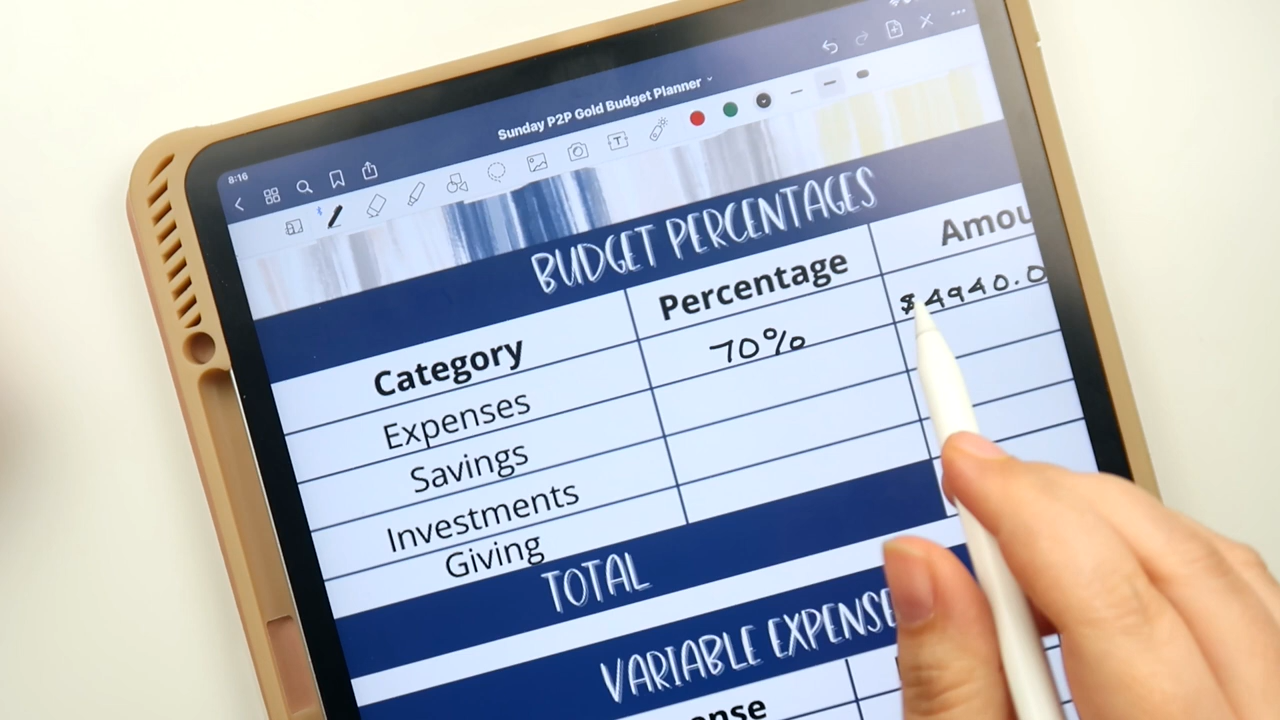 8:16
Sunday P2P Gold Budget Planner
T
BUDGET PERCENTAGES
Category Percentage Amou
Expenses 70% $4940.0
Savings
Investments
Giving
TOTAL
VARIABLE EXPENSE
ense